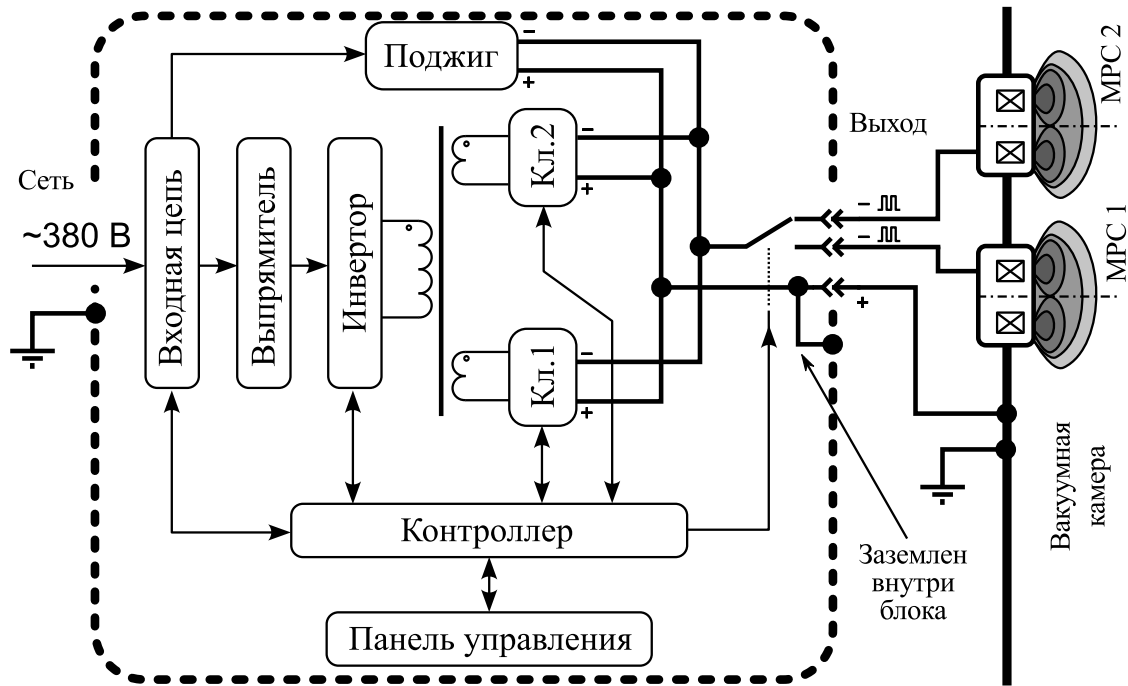 Поджиг
−
+
МРС 2
Кл.2
−
+
Выход
Сеть
~380 В
Входная цепь
Выпрямитель
Инвертор
−
−
+
МРС 1
Кл.1
−
+
Контроллер
Заземлен
внутри
блока
Вакуумная
камера
Панель управления